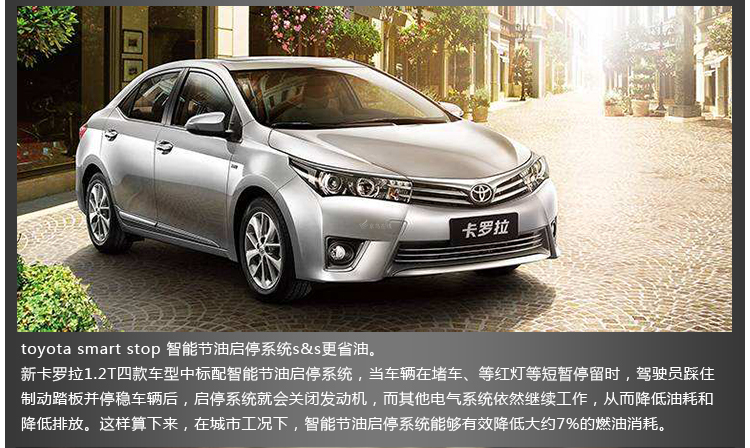 卡罗拉
toyota smart stop 智能节油启停系统s&s更省油。
新卡罗拉1.2T四款车型中标配智能节油启停系统，当车辆在堵车、等红灯等短暂停留时，驾驶员踩住
制动踏板并停稳车辆后，启停系统就会关闭发动机，而其他电气系统依然继续工作，从而降低油耗和
降低排放。这样算下来，在城市工况下，智能节油启停系统能够有效降低大约7%的燃油消耗。